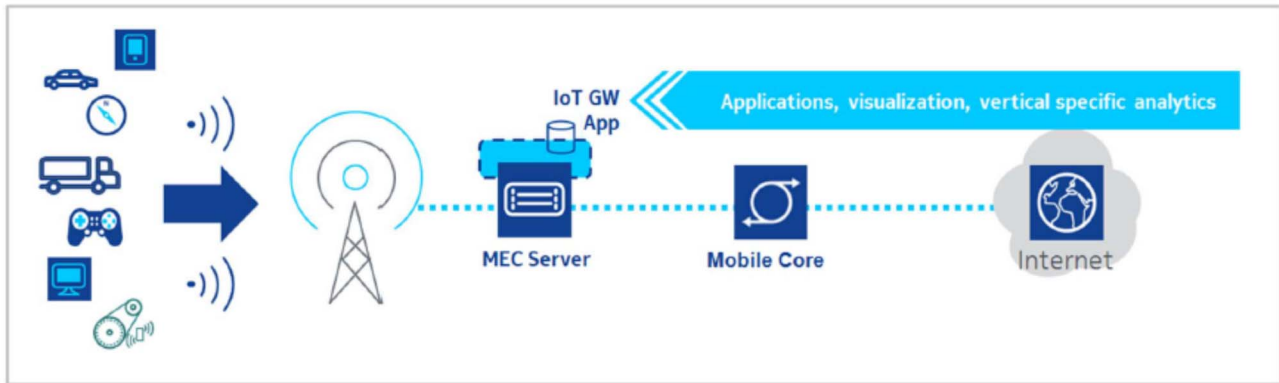 IoT GW
App
Applications, visualization, vertical specific analytics
MEC Server
Mobile Core
Internet